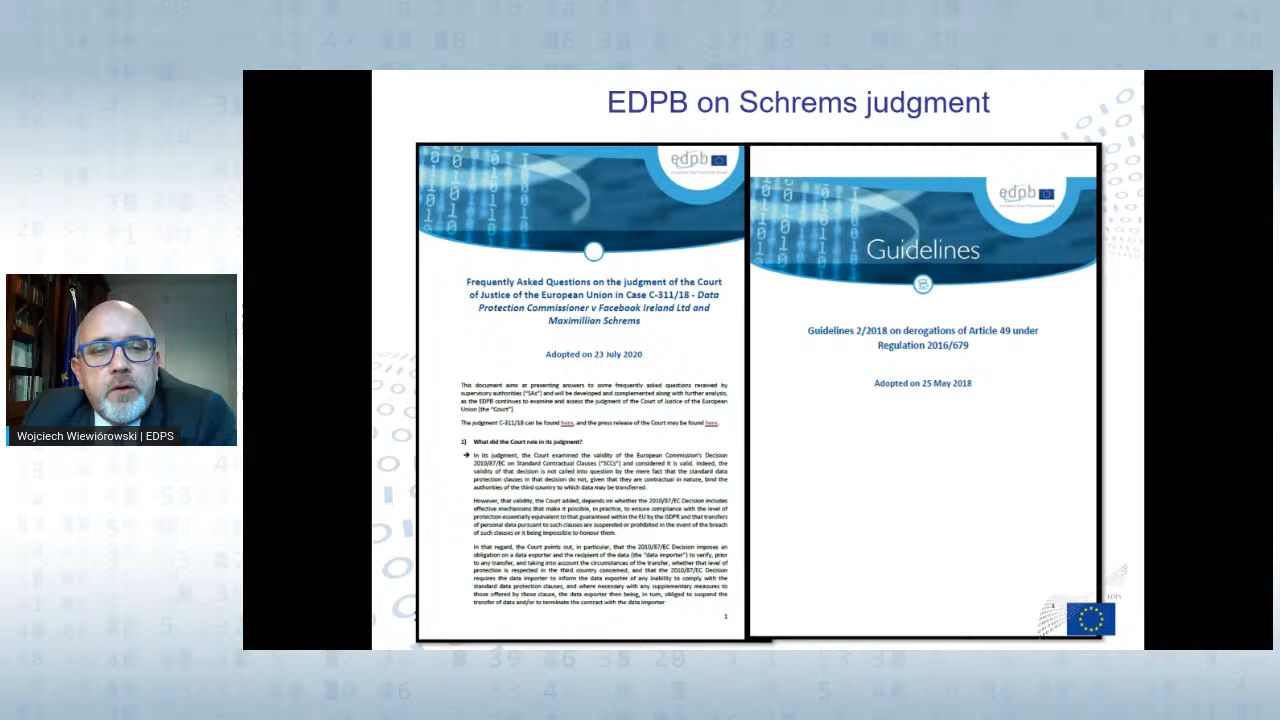 EDPB on Schrems judgment
edpb
Frequently Asked Questions on the judgment of the Court
of Justice of the European Union in Case C-311/18 - Data
Protection Commissioner v Facebook Ireland Ltd and
Maximillian Schrems
Adopted on 23 July 2020
This document aims at presenting answers to some frequently asked questions received by
supervisory authorities ("SAs") and will be developed and complemented along with further analysis,
as the EDPB continues to examine and assess the judgment of the Court of Justice of the European
Union (the "Court").
The judgment C-311/18 can be found here, and the press release of the Court may be found here.
1) What did the Court rule in its judgment?
➔ In its judgment, the Court examined the validity of the European Commission's Decision
2010/87/EC on Standard Contractual Clauses ("SCCs") and considered it is valid. Indeed, the
validity of that decision is not called into question by the mere fact that the standard data
protection clauses in that decision do not, given that they are contractual in nature, bind the
authorities of the third country to which data may be transferred.
However, that validity, the Court added, depends on whether the 2010/87/EC Decision includes
effective mechanisms that make it possible, in practice, to ensure compliance with the level of
protection essentially equivalent to that guaranteed within the EU by the GDPR and that transfers
of personal data pursuant to such clauses are suspended or prohibited in the event of the breach
of such clauses or it being impossible to honour them.
In that regard, the Court points out, in particular, that the 2010/87/EC Decision imposes an
obligation on a data exporter and the recipient of the data (the "data importer") to verify, prior
to any transfer, and taking into account the circumstances of the transfer, whether that level of
protection is respected in the third country concerned, and that the 2010/87/EC Decision
requires the data importer to inform the data exporter of any inability to comply with the
standard data protection clauses, and where necessary with any supplementary measures to
those offered by those clause, the data exporter then being, in turn, obliged to suspend the
transfer of data and/or to terminate the contract with the data importer
1
edpb
Guidelines
Guidelines 2/2018 on derogations of Article 49 under
Regulation 2016/679
Adopted on 25 May 2018
EDPS
Wojciech Wiewiórowski | EDPS